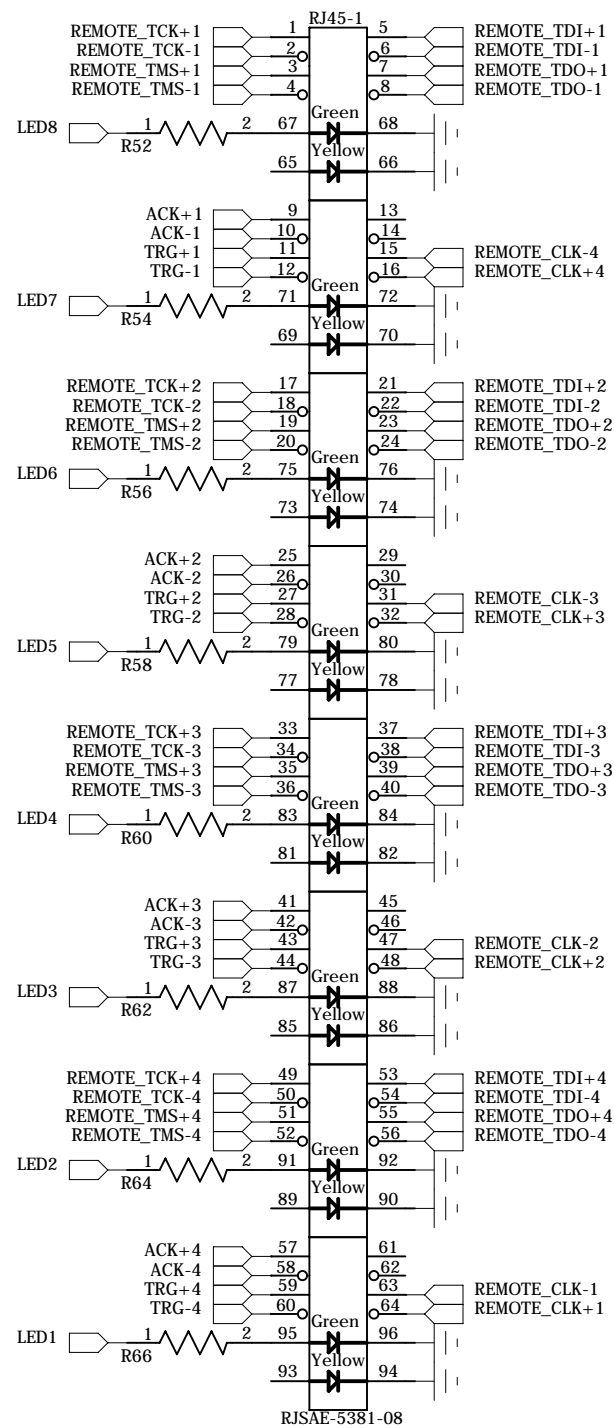 RJ45-1
REMOTE_TCK+1 1 5 REMOTE_TDI+1
REMOTE_TCK-1 2 6 REMOTE_TDI-1
REMOTE_TMS+1 3 7 REMOTE_TDO+1
REMOTE_TMS-1 4 8 REMOTE_TDO-1
Green
LED8 1 R52 2 67 68
Yellow
65 66
ACK+1 9 13
ACK-1 10 14
TRG+1 11 15 REMOTE_CLK-4
TRG-1 12 16 REMOTE_CLK+4
Green
LED7 1 R54 2 71 72
Yellow
69 70
REMOTE_TCK+2 17 21 REMOTE_TDI+2
REMOTE_TCK-2 18 22 REMOTE_TDI-2
REMOTE_TMS+2 19 23 REMOTE_TDO+2
REMOTE_TMS-2 20 24 REMOTE_TDO-2
Green
LED6 1 R56 2 75 76
Yellow
73 74
ACK+2 25 29
ACK-2 26 30
TRG+2 27 31 REMOTE_CLK-3
TRG-2 28 32 REMOTE_CLK+3
Green
LED5 1 R58 2 79 80
Yellow
77 78
REMOTE_TCK+3 33 37 REMOTE_TDI+3
REMOTE_TCK-3 34 38 REMOTE_TDI-3
REMOTE_TMS+3 35 39 REMOTE_TDO+3
REMOTE_TMS-3 36 40 REMOTE_TDO-3
Green
LED4 1 R60 2 83 84
Yellow
81 82
ACK+3 41 45
ACK-3 42 46
TRG+3 43 47 REMOTE_CLK-2
TRG-3 44 48 REMOTE_CLK+2
Green
LED3 1 R62 2 87 88
Yellow
85 86
REMOTE_TCK+4 49 53 REMOTE_TDI+4
REMOTE_TCK-4 50 54 REMOTE_TDI-4
REMOTE_TMS+4 51 55 REMOTE_TDO+4
REMOTE_TMS-4 52 56 REMOTE_TDO-4
Green
LED2 1 R64 2 91 92
Yellow
89 90
ACK+4 57 61
ACK-4 58 62
TRG+4 59 63 REMOTE_CLK-1
TRG-4 60 64 REMOTE_CLK+1
Green
LED1 1 R66 2 95 96
Yellow
93 94
RJSAE-5381-08